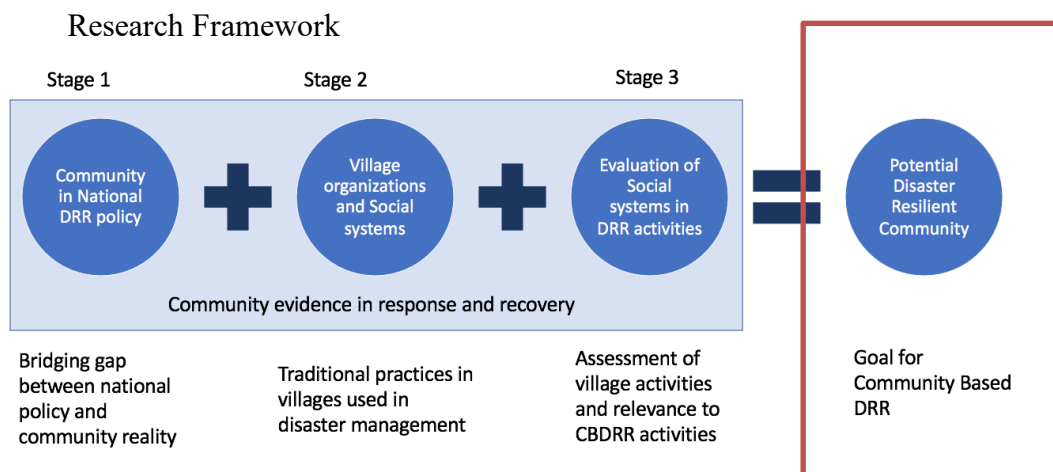 Research Framework
Stage 1
Stage 2
Stage 3
Community
in National
DRR policy
Village
organizations
and Social
systems
Evaluation of
Social
systems in
DRR activities
Potential
Disaster
Resilient
Community
Community evidence in response and recovery
Bridging gap
between national
policy and
community reality
Traditional practices in
villages used in
disaster management
Assessment of
village activities
and relevance to
CBDRR activities
Goal for
Community Based
DRR